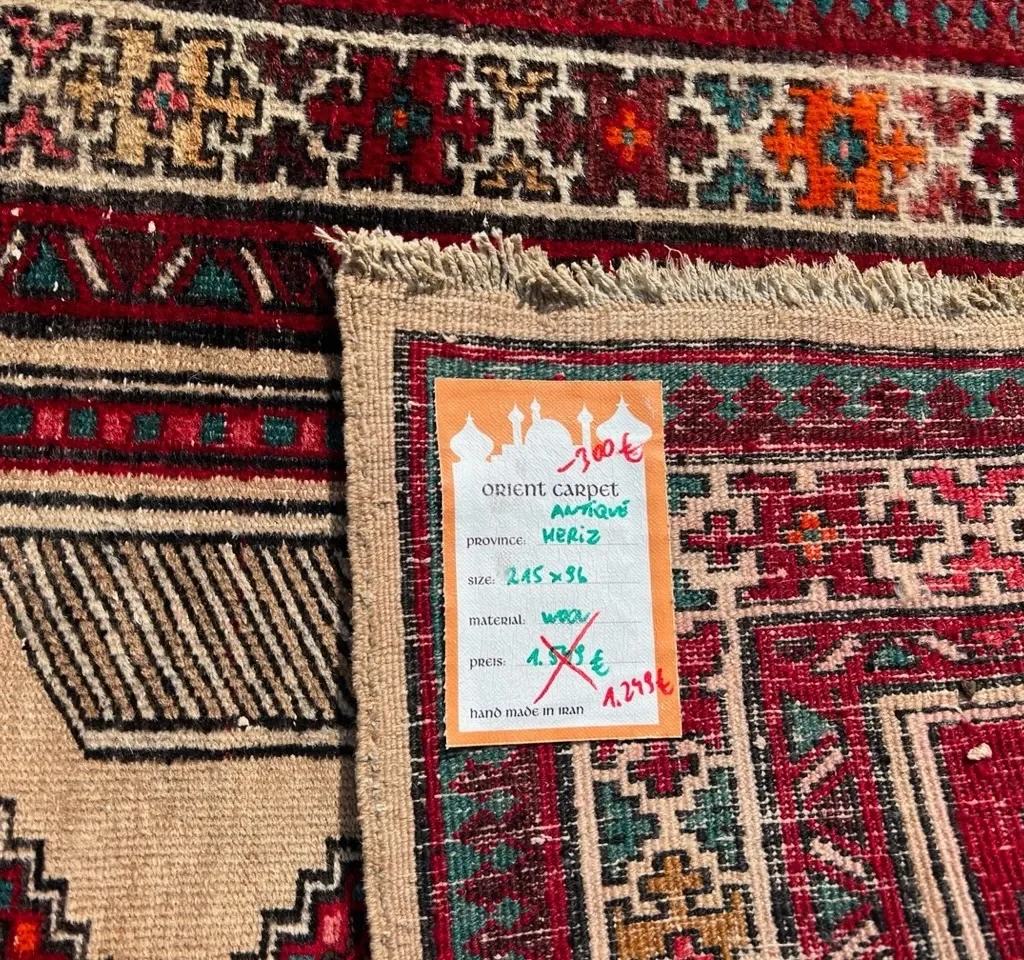 -300 €
ORIENT CARPET
ANTIQUE
PROVINCE: HERIZ
SIZE: 215 x 96
MATERIAL: WOOL
PREIS: 1.549 €
1.249 €
HAND MADE IN IRAN